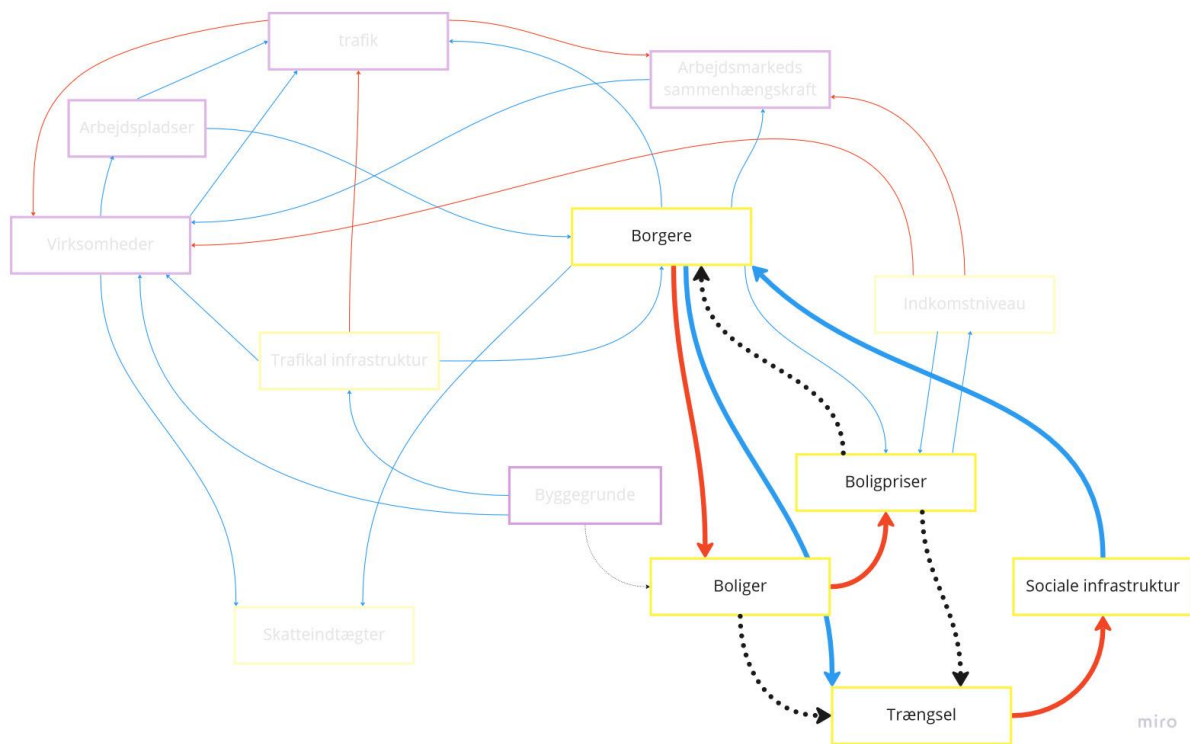 trafik
Arbejdsmarkeds
sammenhængskraft
Arbejdspladser
Virksomheder
Borgere
Indkomstniveau
Trafikal infrastruktur
Boligpriser
Byggegrunde
Boliger
Sociale infrastruktur
Skatteindtægter
Trængsel
miro